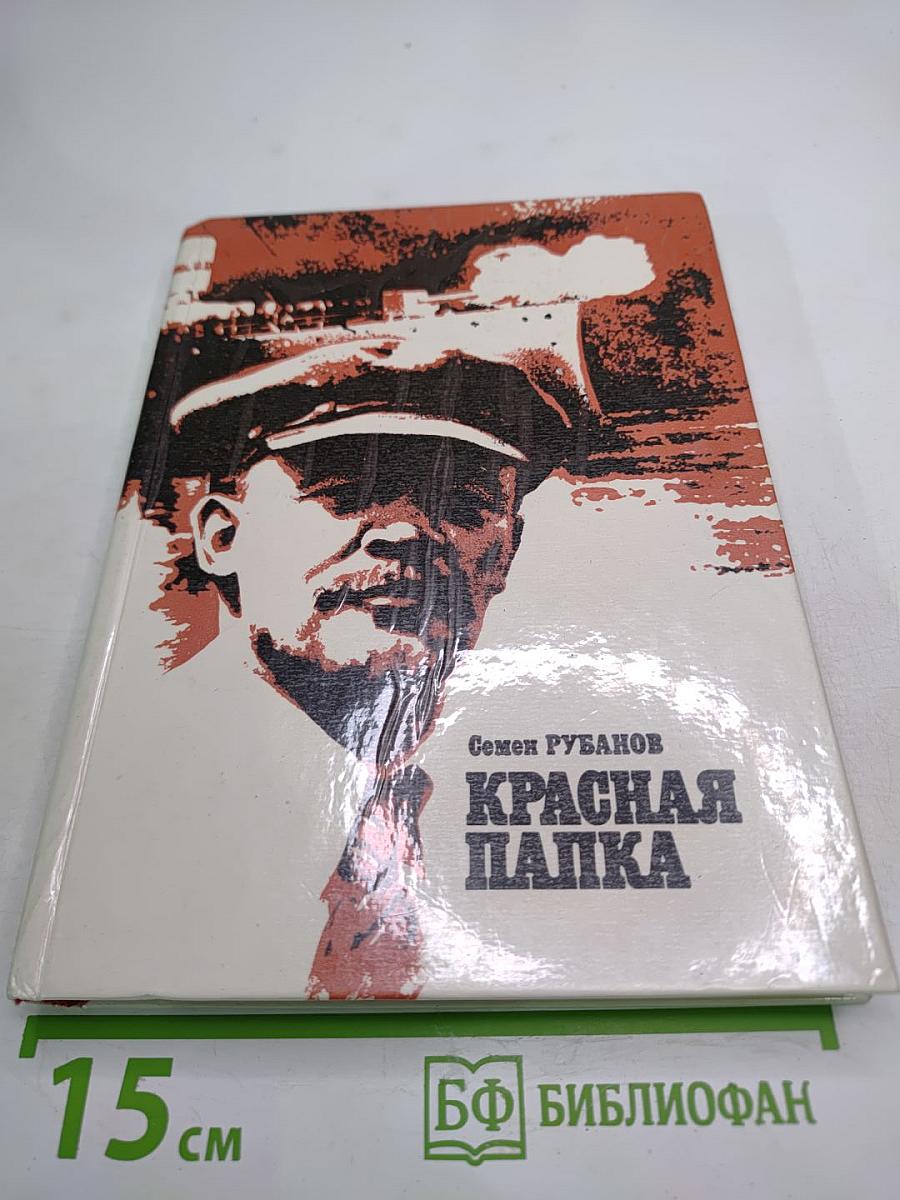 Семен РУБАНОВ
КРАСНАЯ
ПАПКА
15 см
БФ БИБЛИОФАН